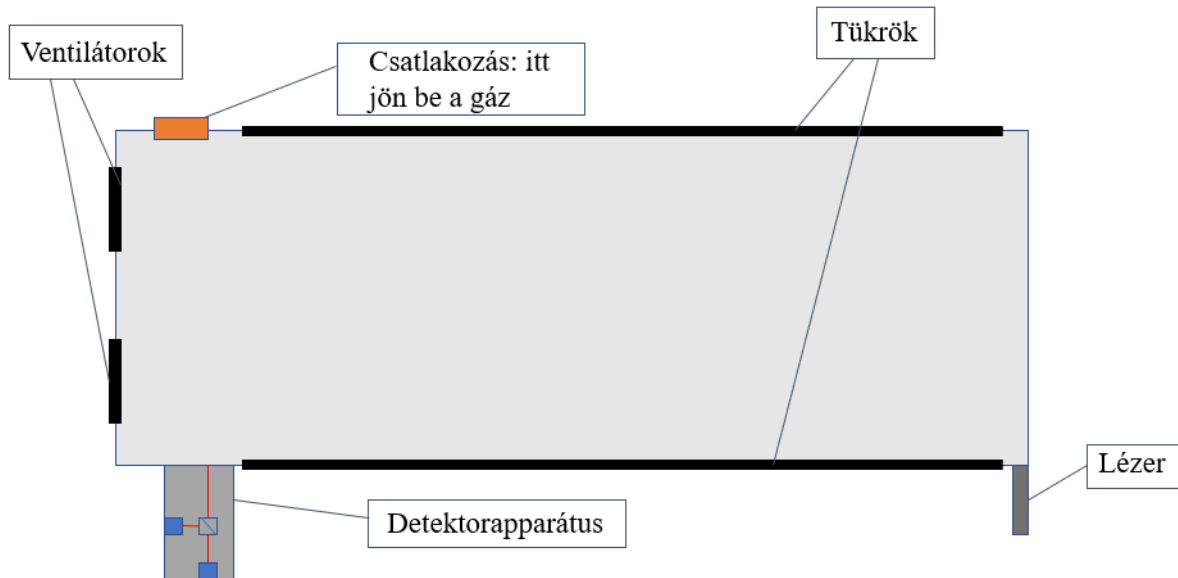 Ventilátorok
Csatlakozás: itt
jön be a gáz
Tükrök
Lézer
Detektorapparátus